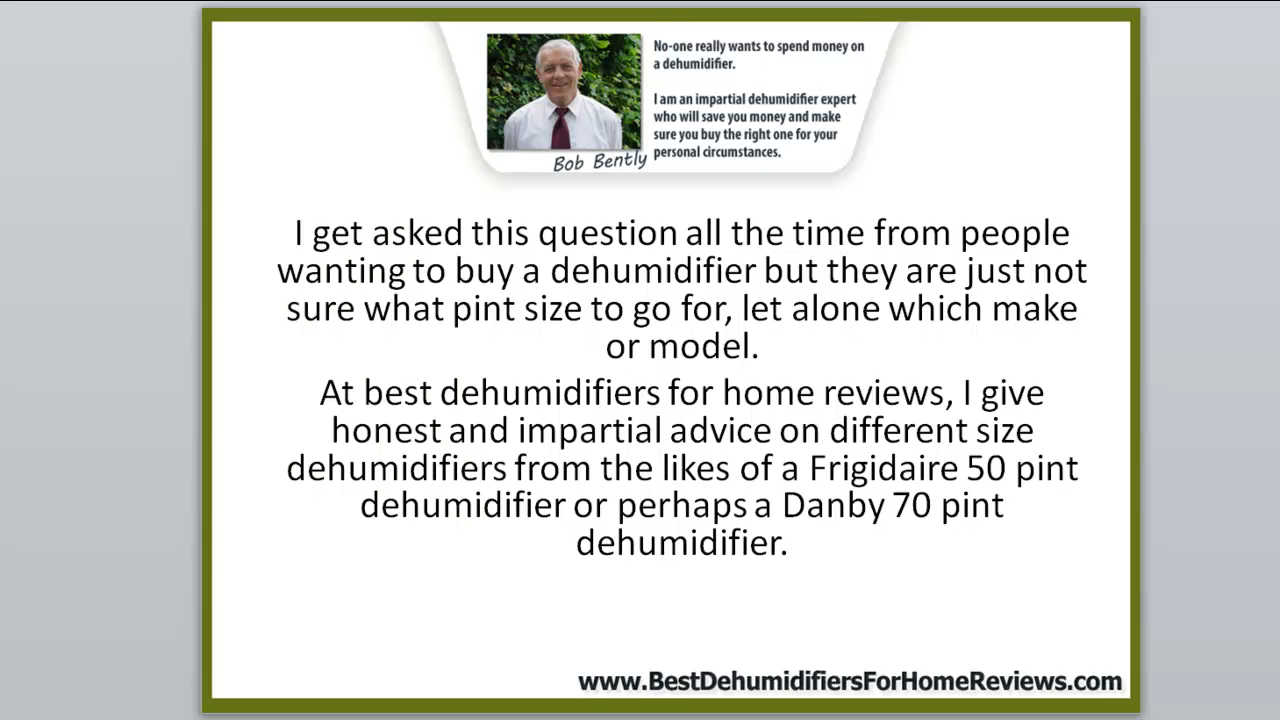 No-one really wants to spend money on
a dehumidifier.
I am an impartial dehumidifier expert
who will save you money and make
sure you buy the right one for your
personal circumstances.
Bob Bently
I get asked this question all the time from people
wanting to buy a dehumidifier but they are just not
sure what pint size to go for, let alone which make
or model.
At best dehumidifiers for home reviews, I give
honest and impartial advice on different size
dehumidifiers from the likes of a Frigidaire 50 pint
dehumidifier or perhaps a Danby 70 pint
dehumidifier.
www.BestDehumidifiersForHomeReviews.com